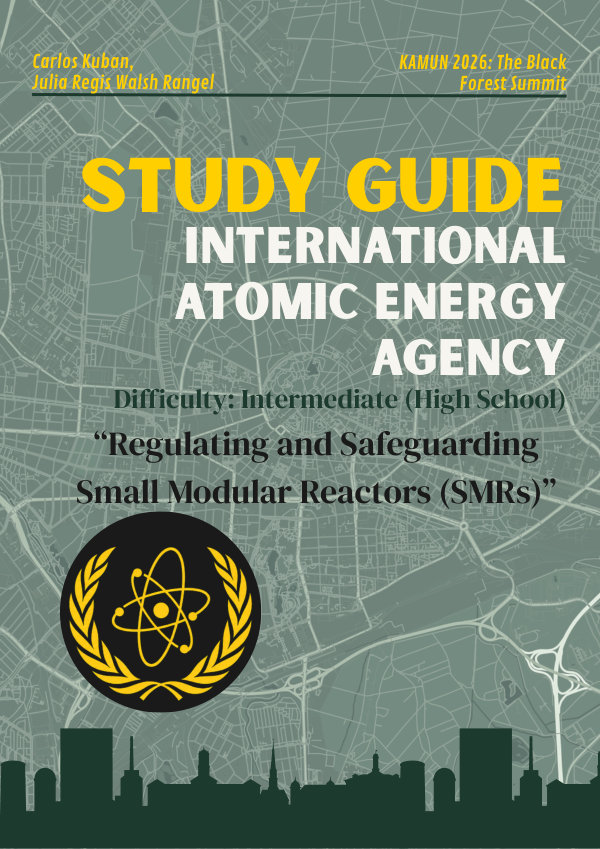 Carlos Kuban,
Julia Regis Walsh Rangel
KAMUN 2026: The Black
Forest Summit
STUDY GUIDE
INTERNATIONAL
ATOMIC ENERGY
AGENCY
Difficulty: Intermediate (High School)
“Regulating and Safeguarding
Small Modular Reactors (SMRs)”